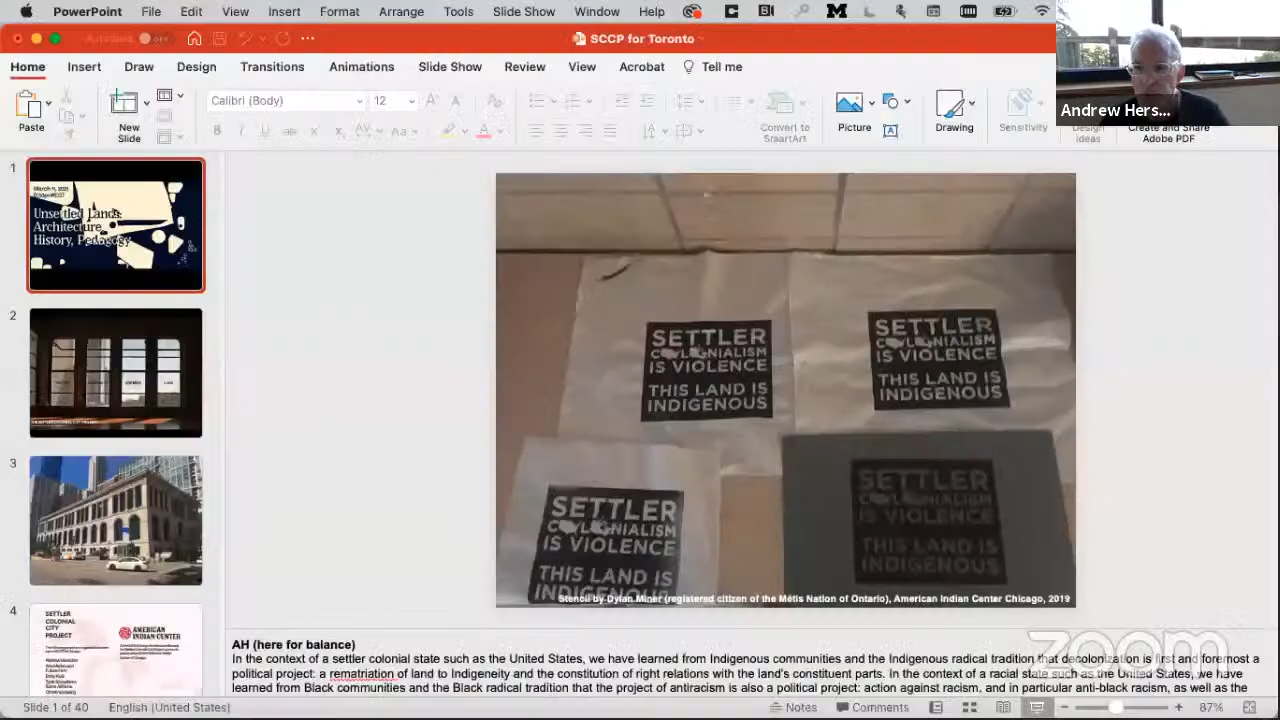 PowerPoint File Edit View Insert Format Arrange Tools Slide Show Window Help
AutoSave OFF SCCP for Toronto
Home Insert Draw Design Transitions Animations Slide Show Review View Acrobat Tell me
Paste
New
Slide
Calibri (Body) 12
Convert to
SmartArt
Picture
Drawing
Sensitivity
Design
Ideas
Create and Share
Adobe PDF
Andrew Hers...
1
March 11, 2021
Unsettled Lands:
Architecture,
History, Pedagogy
2
3
4
SETTLER
COLONIAL
CITY
PROJECT
AMERICAN
INDIAN CENTER
SETTLER
COLONIALISM
IS VIOLENCE
THIS LAND IS
INDIGENOUS
SETTLER
COLONIALISM
IS VIOLENCE
THIS LAND IS
INDIGENOUS
SETTLER
COLONIALISM
IS VIOLENCE
THIS LAND IS
INDIGENOUS
SETTLER
COLONIALISM
IS VIOLENCE
THIS LAND IS
INDIGENOUS
Stencil by Dylan Miner (registered citizen of the Métis Nation of Ontario), American Indian Center Chicago, 2019
AH (here for balance)
In the context of a settler colonial state such as the United States, we have learned from Indigenous communities and the Indigenous radical tradition that decolonization is first and foremost a
political project: a rematriation of land to Indigeneity and the constitution of right relations with the land's constituent parts. In the context of a racial state such as the United States, we have
learned from Black communities and the Black radical tradition that the project of antiracism is also a political project: action against racism, and in particular anti-black racism, as well as the
zoom
Slide 1 of 40 English (United States) Notes Comments 87%